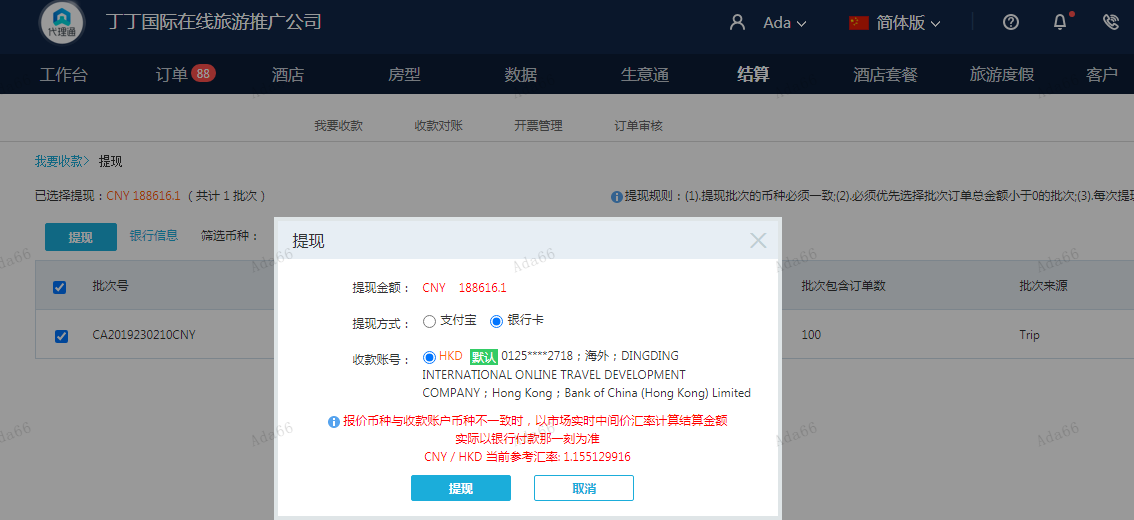 代理通
丁丁国际在线旅游推广公司
Ada
简体版
工作台 订单 88 酒店 房型 数据 生意通 结算 酒店套餐 旅游度假 客户
我要收款 收款对账 开票管理 订单审核
我要收款> 提现
已选择提现：CNY 188616.1 （ 共计 1 批次 ）
提现规则：(1).提现批次的币种必须一致;(2).必须优先选择批次订单总金额小于0的批次;(3).每次提现
提现 银行信息 筛选币种：
批次号 批次包含订单数 批次来源
CA2019230210CNY 100 Trip
提现
提现金额： CNY 188616.1
提现方式： 支付宝 银行卡
收款账号： HKD 默认 0125****2718；海外；DINGDING
INTERNATIONAL ONLINE TRAVEL DEVELOPMENT
COMPANY；Hong Kong；Bank of China (Hong Kong) Limited
报价币种与收款账户币种不一致时，以市场实时中间价汇率计算结算金额
实际以银行付款那一刻为准
CNY / HKD 当前参考汇率: 1.155129916
提现 取消
Ada66
Ada66
Ada66
Ada66
Ada66
Ada66